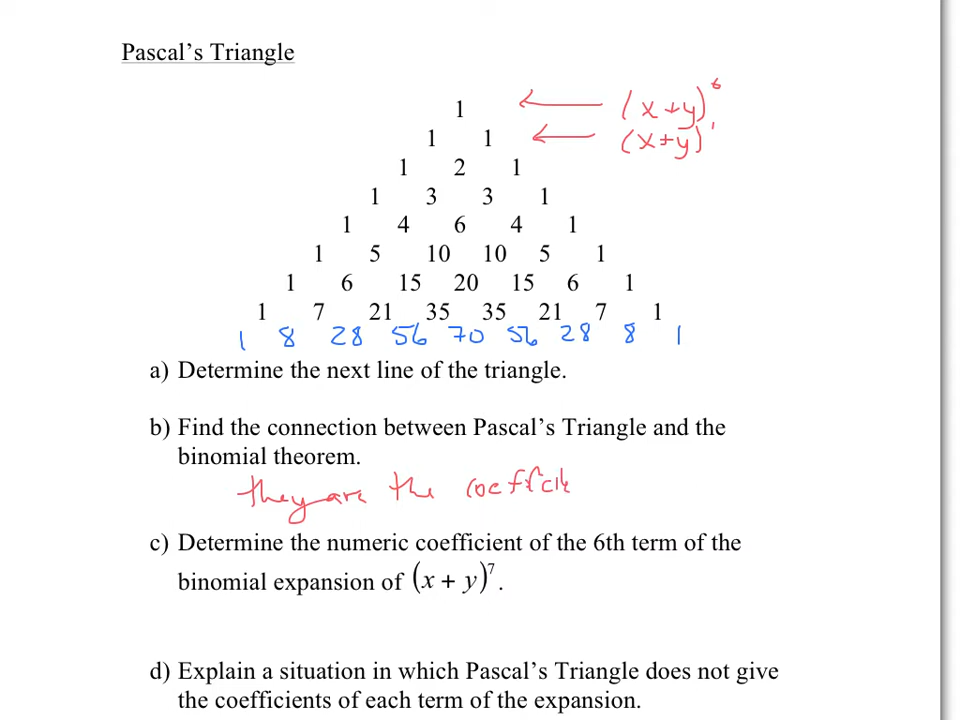 Pascal's Triangle
1 ← (x+y)⁰
1 1 ← (x+y)¹
1 2 1
1 3 3 1
1 4 6 4 1
1 5 10 10 5 1
1 6 15 20 15 6 1
1 7 21 35 35 21 7 1
1 8 28 56 70 56 28 8 1
a) Determine the next line of the triangle.
b) Find the connection between Pascal's Triangle and the
binomial theorem.
they are the
c) Determine the numeric coefficient of the 6th term of the
binomial expansion of (x + y)⁷.
d) Explain a situation in which Pascal's Triangle does not give
the coefficients of each term of the expansion.